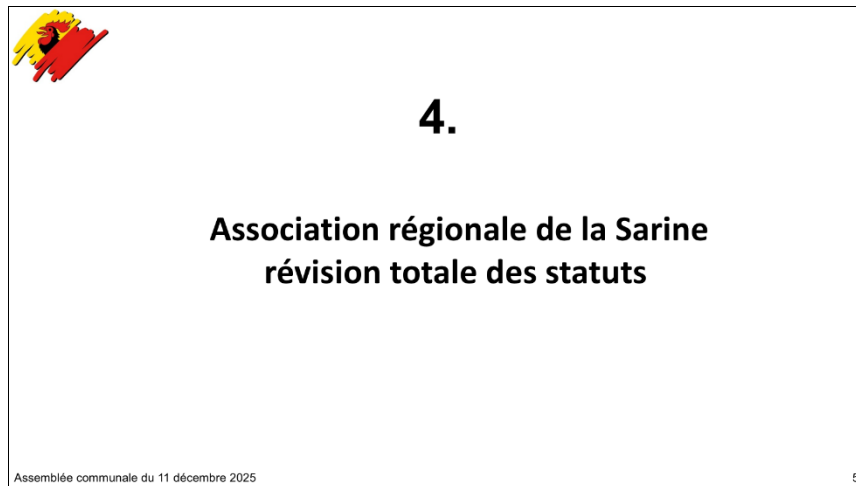 4.
Association régionale de la Sarine
révision totale des statuts
Assemblée communale du 11 décembre 2025